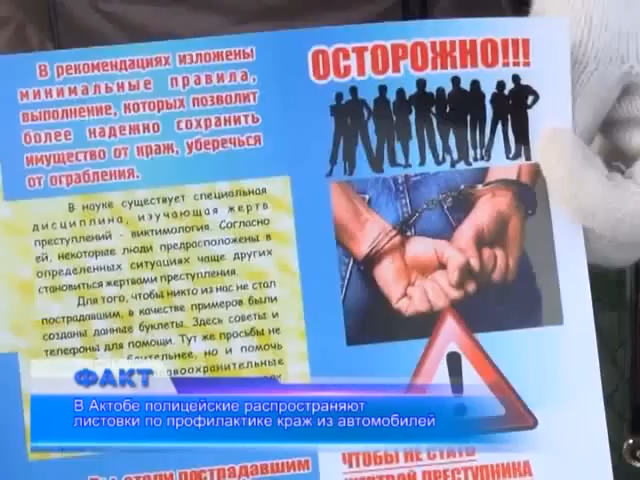 В рекомендациях изложены
минимальные правила,
выполнение, которых позволит
более надежно сохранить
имущество от краж, уберечься
от ограбления.
В науке существует специальная
дисциплина, изучающая жертв
преступлений - виктимология. Согласно
ей, некоторые люди предрасположены в
определенных ситуациях чаще других
становиться жертвами преступления.
Для того, чтобы никто из нас не стал
пострадавшим, в качестве примеров были
созданы данные буклеты. Здесь советы и
телефоны для помощи. Тут же просьбы не
но и помочь
ОСТОРОЖНО!!!
ЧТОБЫ НЕ СТАТЬ
ЖЕРТВОЙ ПРЕСТУПНИКА
стали пострадавшим
ФАКТ
В Актобе полицейские распространяют
листовки по профилактике краж из автомобилей